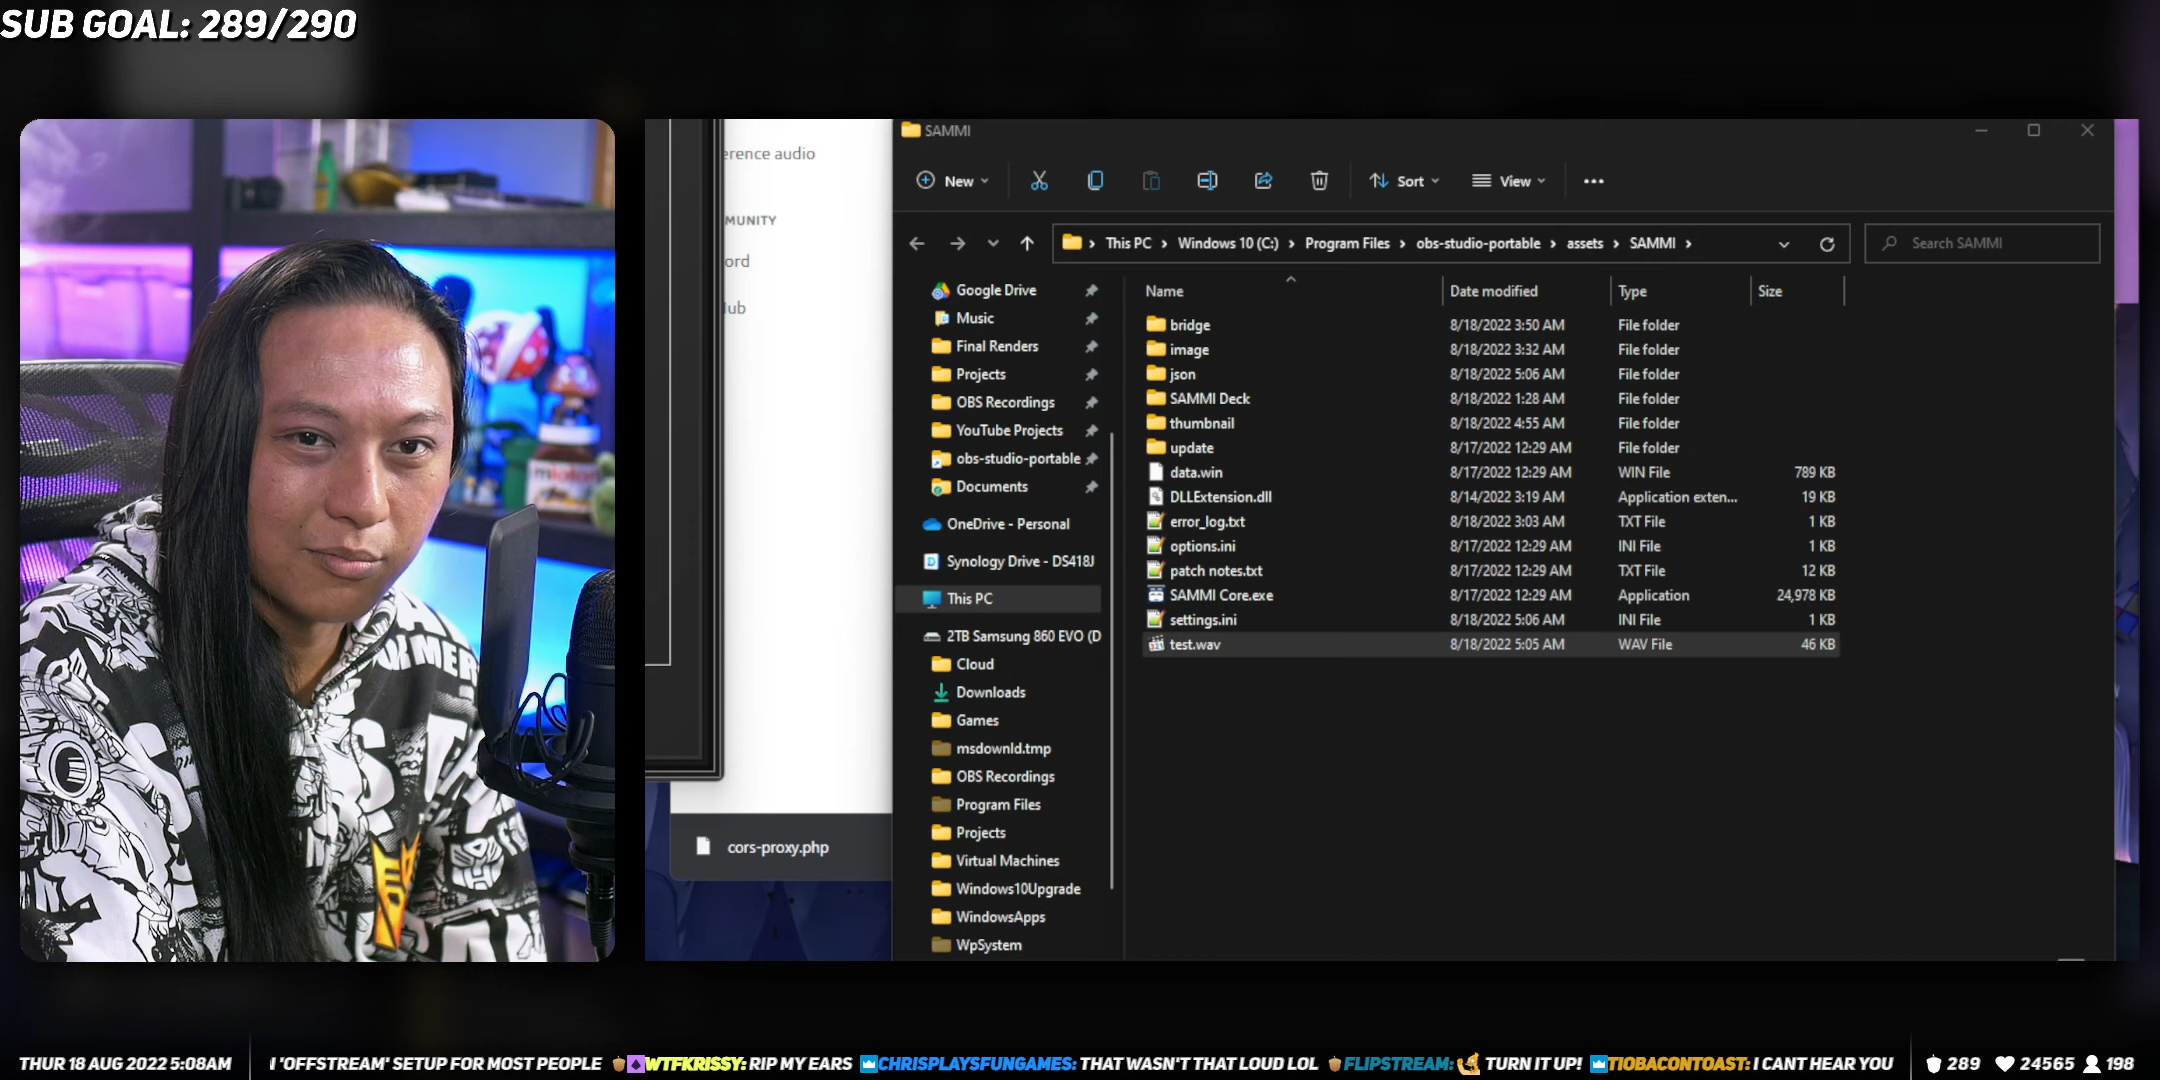 SUB GOAL: 289/290
erence audio
MUNITY
ord
lub
cors-proxy.php
SAMMI
New
Sort
View
This PC > Windows 10 (C:) > Program Files > obs-studio-portable > assets > SAMMI >
Search SAMMI
Google Drive
Music
Final Renders
Projects
OBS Recordings
YouTube Projects
obs-studio-portable
Documents
OneDrive - Personal
Synology Drive - DS418J
This PC
2TB Samsung 860 EVO (D
Cloud
Downloads
Games
msdownld.tmp
OBS Recordings
Program Files
Projects
Virtual Machines
Windows10Upgrade
WindowsApps
WpSystem
Name Date modified Type Size
bridge 8/18/2022 3:50 AM File folder
image 8/18/2022 3:32 AM File folder
json 8/18/2022 5:06 AM File folder
SAMMI Deck 8/18/2022 1:28 AM File folder
thumbnail 8/18/2022 4:55 AM File folder
update 8/17/2022 12:29 AM File folder
data.win 8/17/2022 12:29 AM WIN File 789 KB
DLLExtension.dll 8/14/2022 3:19 AM Application exten... 19 KB
error_log.txt 8/18/2022 3:03 AM TXT File 1 KB
options.ini 8/17/2022 12:29 AM INI File 1 KB
patch notes.txt 8/17/2022 12:29 AM TXT File 12 KB
SAMMI Core.exe 8/17/2022 12:29 AM Application 24,978 KB
settings.ini 8/18/2022 5:06 AM INI File 1 KB
test.wav 8/18/2022 5:05 AM WAV File 46 KB
THUR 18 AUG 2022 5:08AM
'OFFSTREAM' SETUP FOR MOST PEOPLE WTFKRISSY: RIP MY EARS CHRISPLAYSFUNGAMES: THAT WASN'T THAT LOUD LOL FLIPSTREAM: TURN IT UP! TIOBACONTOAST: I CANT HEAR YOU
289 24565 198